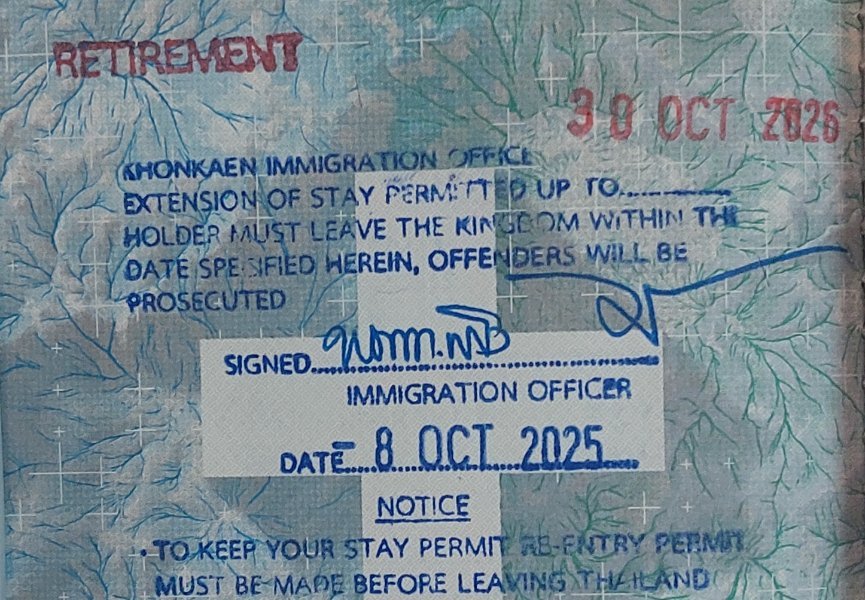 RETIREMENT
30 OCT 2026
KHONKAEN IMMIGRATION OFFICE
EXTENSION OF STAY PERMITTED UP TO............
HOLDER MUST LEAVE THE KINGDOM WITHIN THE
DATE SPECIFIED HEREIN, OFFENDERS WILL BE
PROSECUTED
SIGNED
IMMIGRATION OFFICER
DATE - 8 OCT 2025
NOTICE
• TO KEEP YOUR STAY PERMIT RE-ENTRY PERMIT
MUST BE MADE BEFORE LEAVING THAILAND